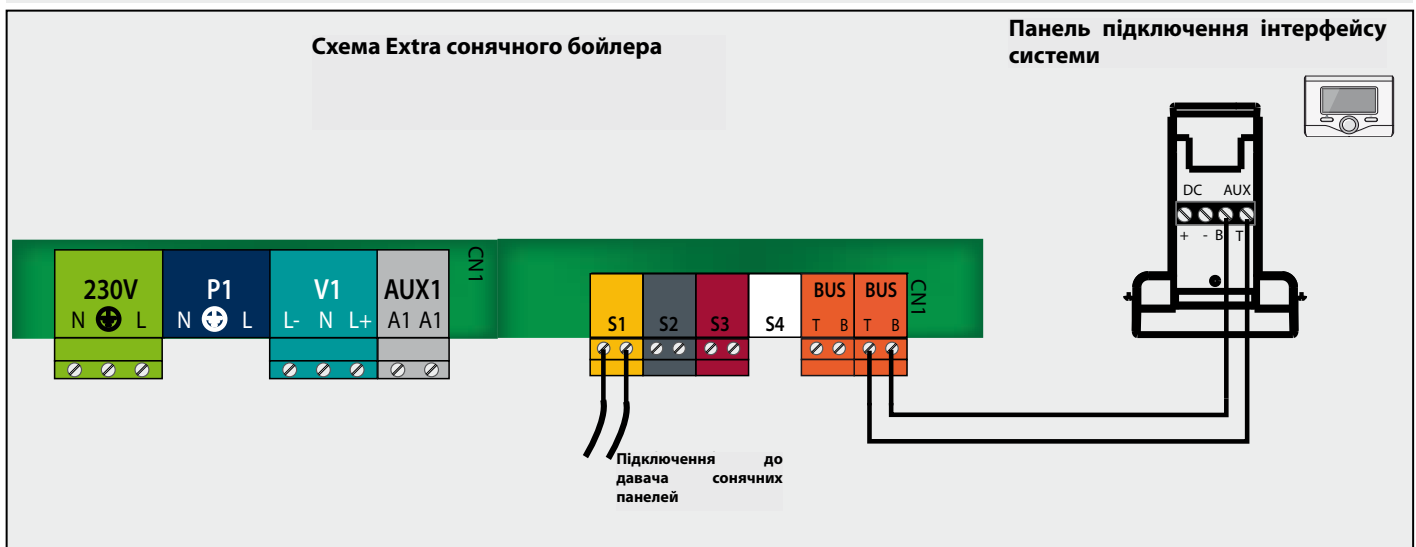 Схема Extra сонячного бойлера
Панель підключення інтерфейсу
системи
DC AUX
+ - B T
230V
N L
P1
N L
V1
L- N L+
AUX1
A1 A1
CN1
S1
S2
S3
S4
BUS
T B
BUS
T B
CN1
Підключення до
давача сонячних
панелей